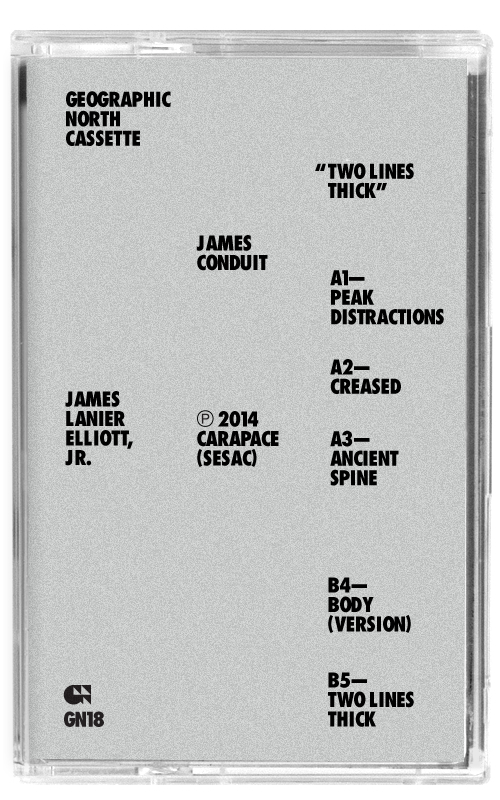 GEOGRAPHIC
NORTH
CASSETTE
“TWO LINES
THICK”
JAMES
CONDUIT
A1—
PEAK
DISTRACTIONS
A2—
CREASED
JAMES
LANIER
ELLIOTT,
JR.
℗ 2014
CARAPACE
(SESAC)
A3—
ANCIENT
SPINE
B4—
BODY
(VERSION)
B5—
TWO LINES
THICK
GN18